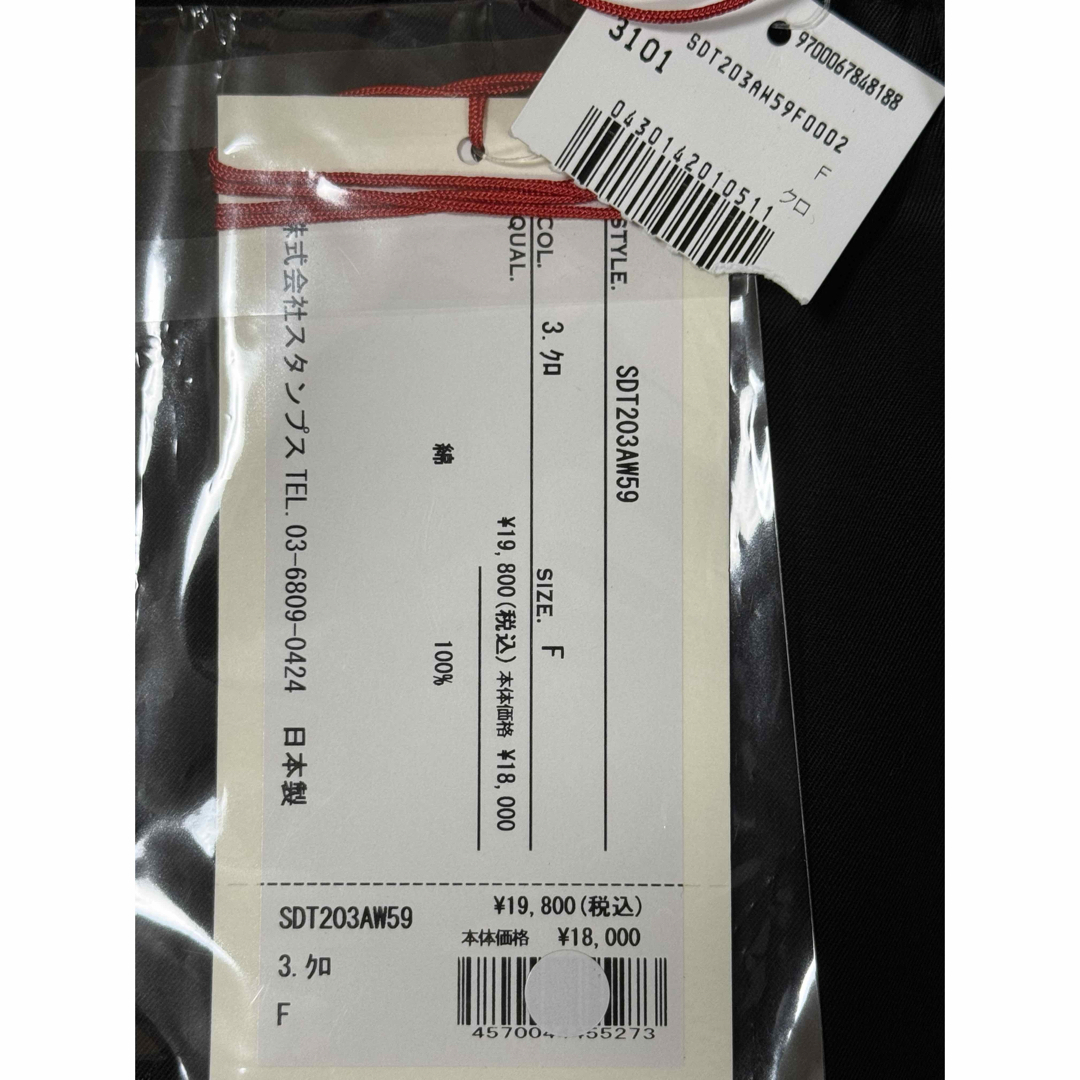 9700067848188
SDT203AW59F0002
3101
F
クロ
0430142010511
STYLE. SDT203AW59
COL. 3. クロ SIZE. F
QUAL. ¥19,800(税込) 本体価格 ¥18,000
綿 100%
株式会社スタンプス TEL. 03-6809-0424 日本製
SDT203AW59 ¥19,800(税込)
本体価格 ¥18,000
3. クロ
F